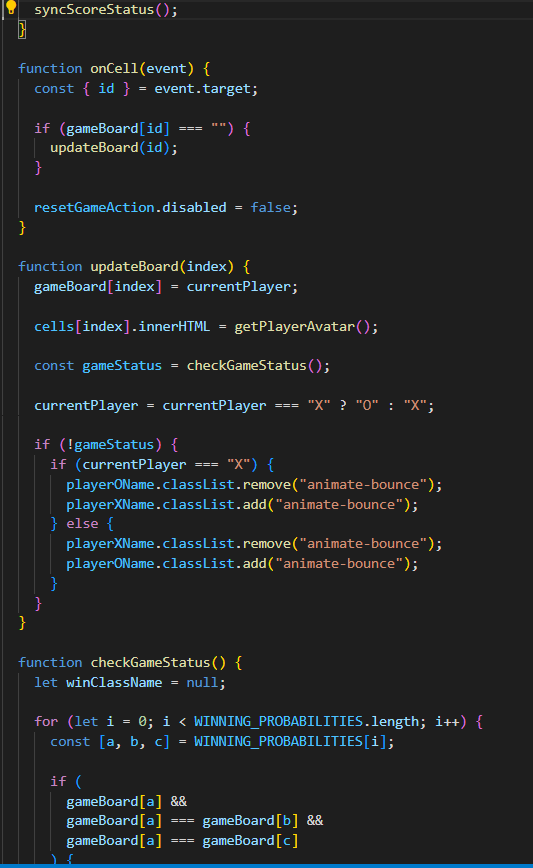 syncScoreStatus();
}
function onCell(event) {
const { id } = event.target;
if (gameBoard[id] === "") {
updateBoard(id);
}
resetGameAction.disabled = false;
}
function updateBoard(index) {
gameBoard[index] = currentPlayer;
cells[index].innerHTML = getPlayerAvatar();
const gameStatus = checkGameStatus();
currentPlayer = currentPlayer === "X" ? "O" : "X";
if (!gameStatus) {
if (currentPlayer === "X") {
playerOName.classList.remove("animate-bounce");
playerXName.classList.add("animate-bounce");
} else {
playerXName.classList.remove("animate-bounce");
playerOName.classList.add("animate-bounce");
}
}
}
function checkGameStatus() {
let winClassName = null;
for (let i = 0; i < WINNING_PROBABILITIES.length; i++) {
const [a, b, c] = WINNING_PROBABILITIES[i];
if (
gameBoard[a] &&
gameBoard[a] === gameBoard[b] &&
gameBoard[a] === gameBoard[c]
) {